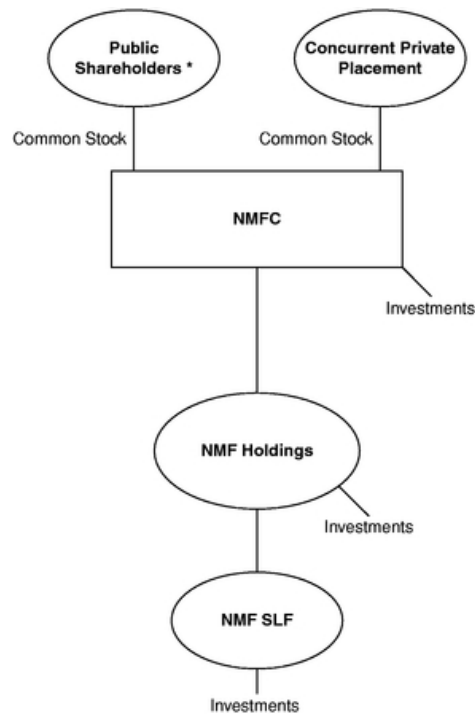 Public
Shareholders *
Concurrent Private
Placement
Common Stock
Common Stock
NMFC
Investments
NMF Holdings
Investments
NMF SLF
Investments